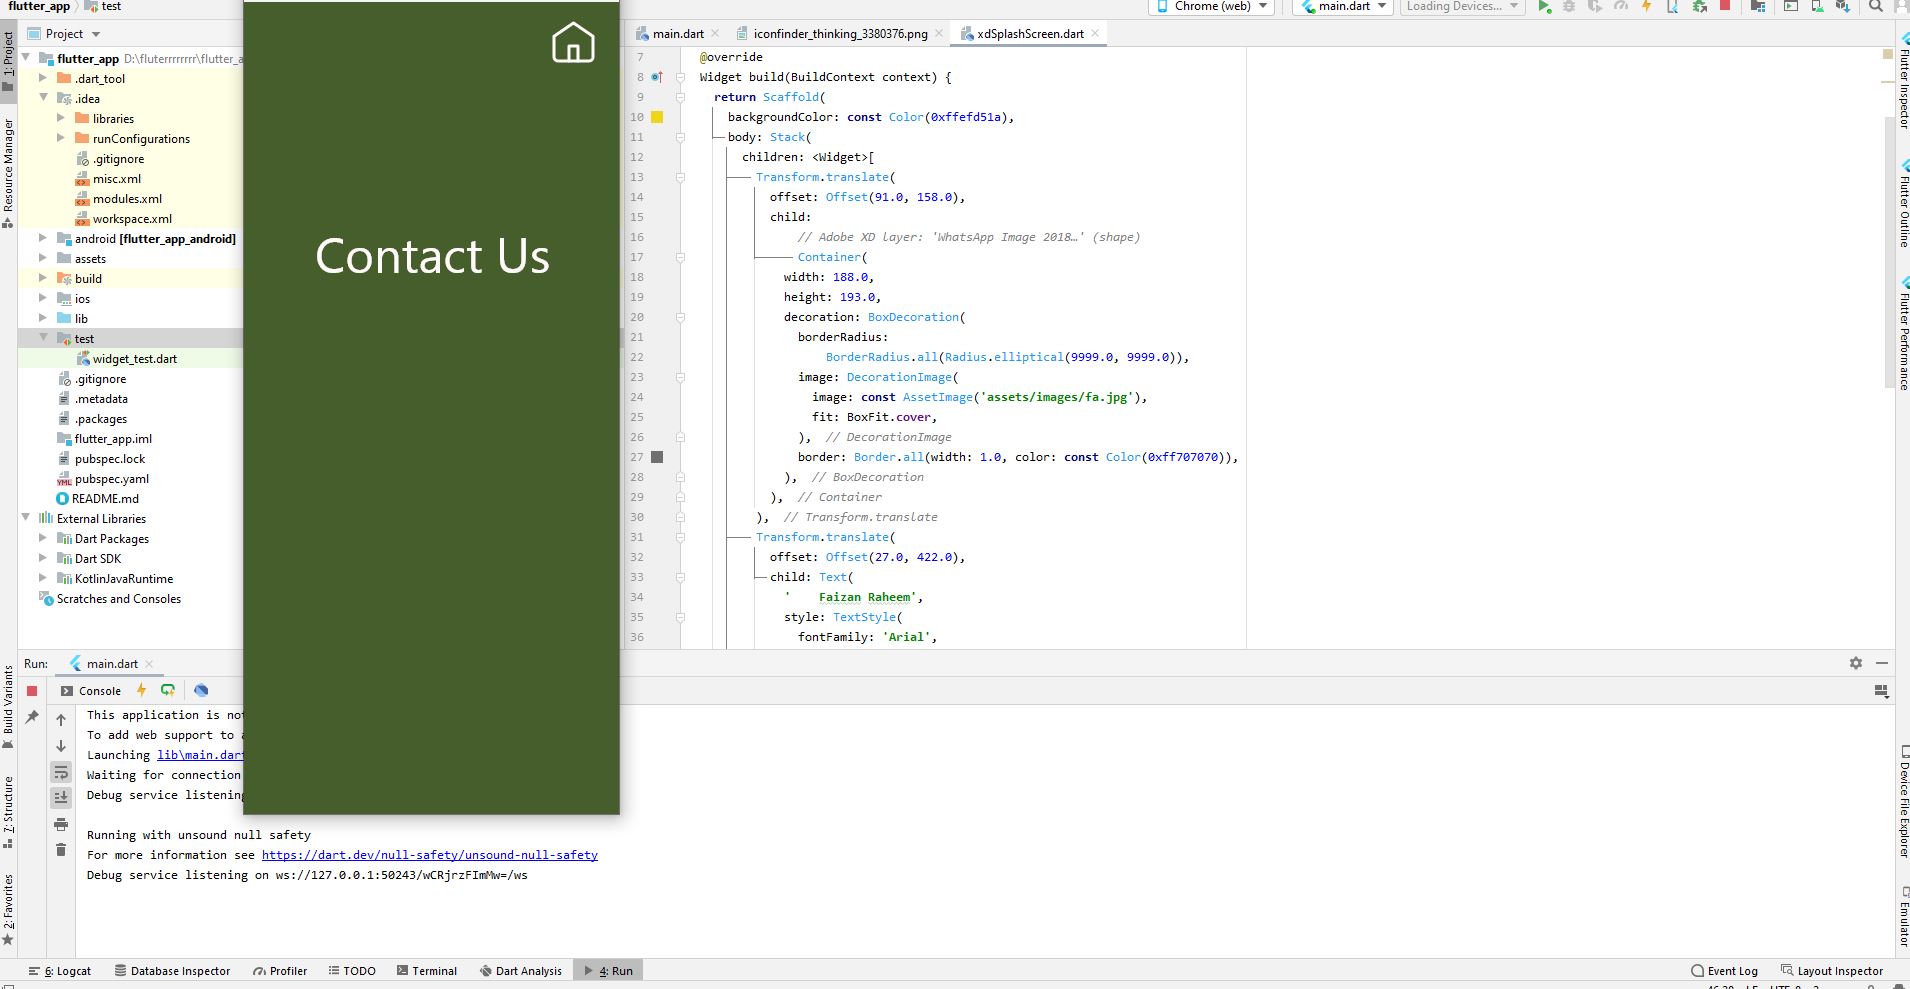 flutter_app test
Chrome (web) main.dart Loading Devices...
1: Project
Resource Manager
Build Variants
7: Structure
2: Favorites
Project
flutter_app D:\fluterrrrrrrr\flutter_a
.dart_tool
.idea
libraries
runConfigurations
.gitignore
misc.xml
modules.xml
workspace.xml
android [flutter_app_android]
assets
build
ios
lib
test
widget_test.dart
.gitignore
.metadata
.packages
flutter_app.iml
pubspec.lock
pubspec.yaml
README.md
External Libraries
Dart Packages
Dart SDK
KotlinJavaRuntime
Scratches and Consoles
Contact Us
main.dart iconfinder_thinking_3380376.png xdSplashScreen.dart
7 @override
8 Widget build(BuildContext context) {
9 return Scaffold(
10 backgroundColor: const Color(0xffefd51a),
11 body: Stack(
12 children: <Widget>[
13 Transform.translate(
14 offset: Offset(91.0, 158.0),
15 child:
16 // Adobe XD layer: 'WhatsApp Image 2018…' (shape)
17 Container(
18 width: 188.0,
19 height: 193.0,
20 decoration: BoxDecoration(
21 borderRadius:
22 BorderRadius.all(Radius.elliptical(9999.0, 9999.0)),
23 image: DecorationImage(
24 image: const AssetImage('assets/images/fa.jpg'),
25 fit: BoxFit.cover,
26 ), // DecorationImage
27 border: Border.all(width: 1.0, color: const Color(0xff707070)),
28 ), // BoxDecoration
29 ), // Container
30 ), // Transform.translate
31 Transform.translate(
32 offset: Offset(27.0, 422.0),
33 child: Text(
34 '    Faizan Raheem',
35 style: TextStyle(
36 fontFamily: 'Arial',
Flutter Inspector
Flutter Outline
Flutter Performance
Device File Explorer
Emulator
Run: main.dart
Console
This application is not
To add web support to a
Launching lib\main.dart
Waiting for connection
Debug service listening
Running with unsound null safety
For more information see https://dart.dev/null-safety/unsound-null-safety
Debug service listening on ws://127.0.0.1:50243/wCRjrzFImMw=/ws
6: Logcat Database Inspector Profiler TODO Terminal Dart Analysis 4: Run Event Log Layout Inspector